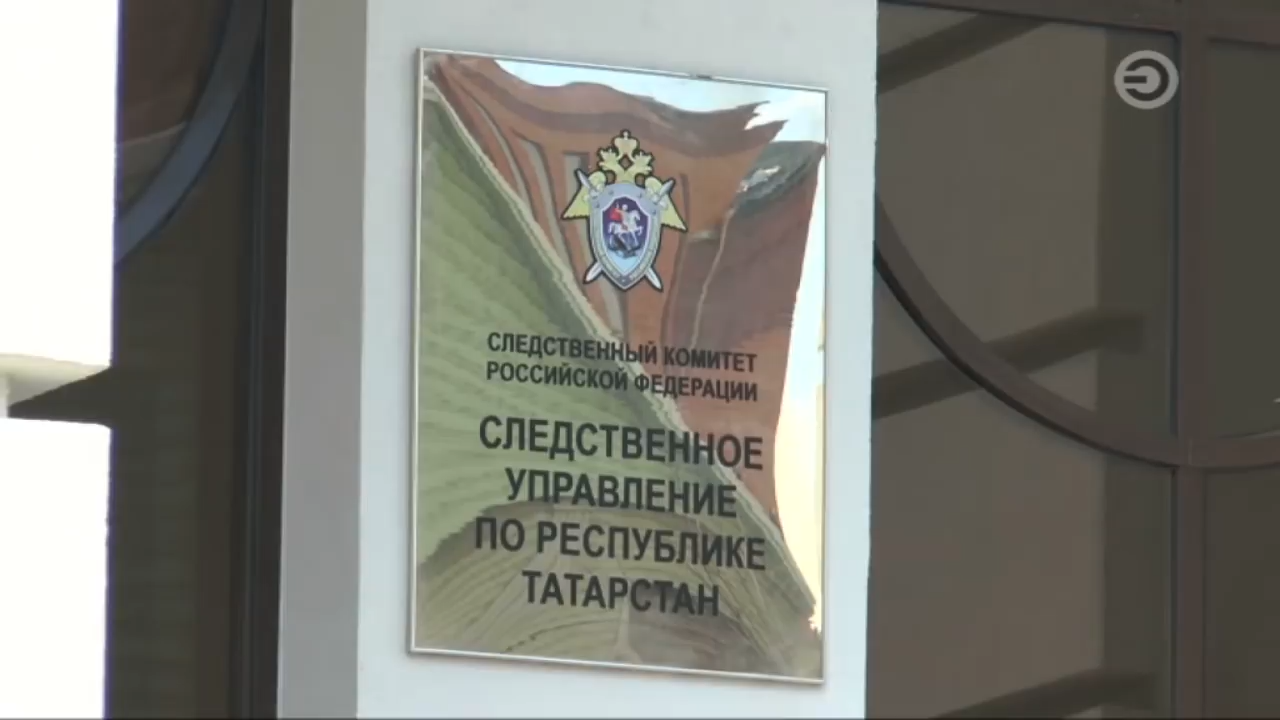 СЛЕДСТВЕННЫЙ КОМИТЕТ
РОССИЙСКОЙ ФЕДЕРАЦИИ
СЛЕДСТВЕННОЕ
УПРАВЛЕНИЕ
ПО РЕСПУБЛИКЕ
ТАТАРСТАН